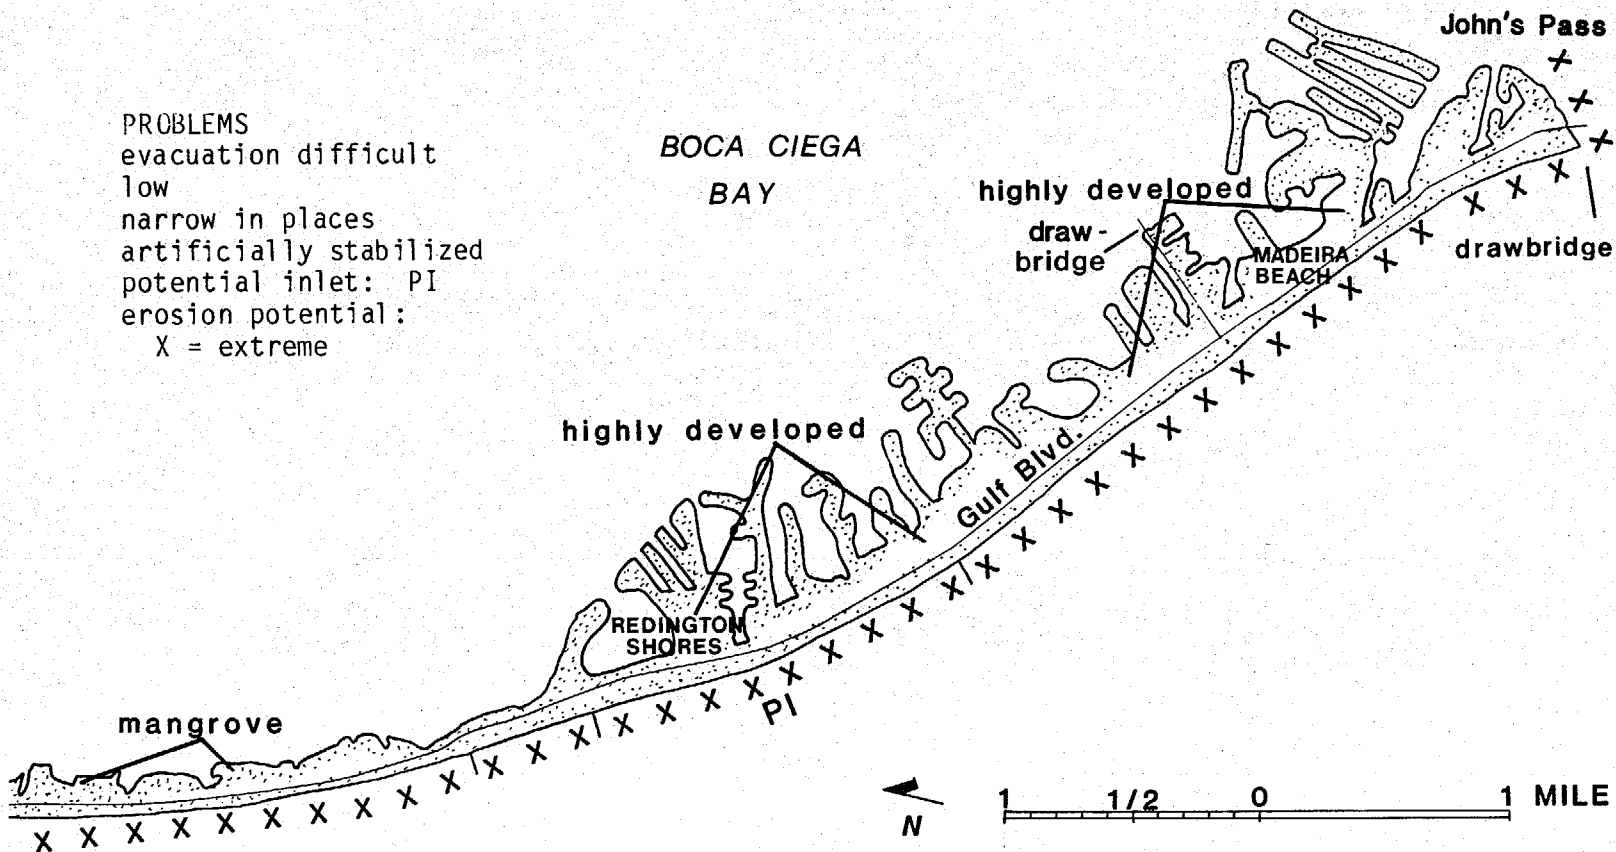 John's Pass
PROBLEMS
evacuation difficult
low
narrow in places
artificially stabilized
potential inlet: PI
erosion potential:
X = extreme
BOCA CIEGA
BAY
highly developed
draw-
bridge
MADEIRA
BEACH
drawbridge
highly developed
Gulf Blvd.
REDINGTON
SHORES
PI
mangrove
N
1 1/2 0 1 MILE
X X X X X X X X X X X X X X X X X X X X X X X X X X X X X X X X X X X X X X X X X X X